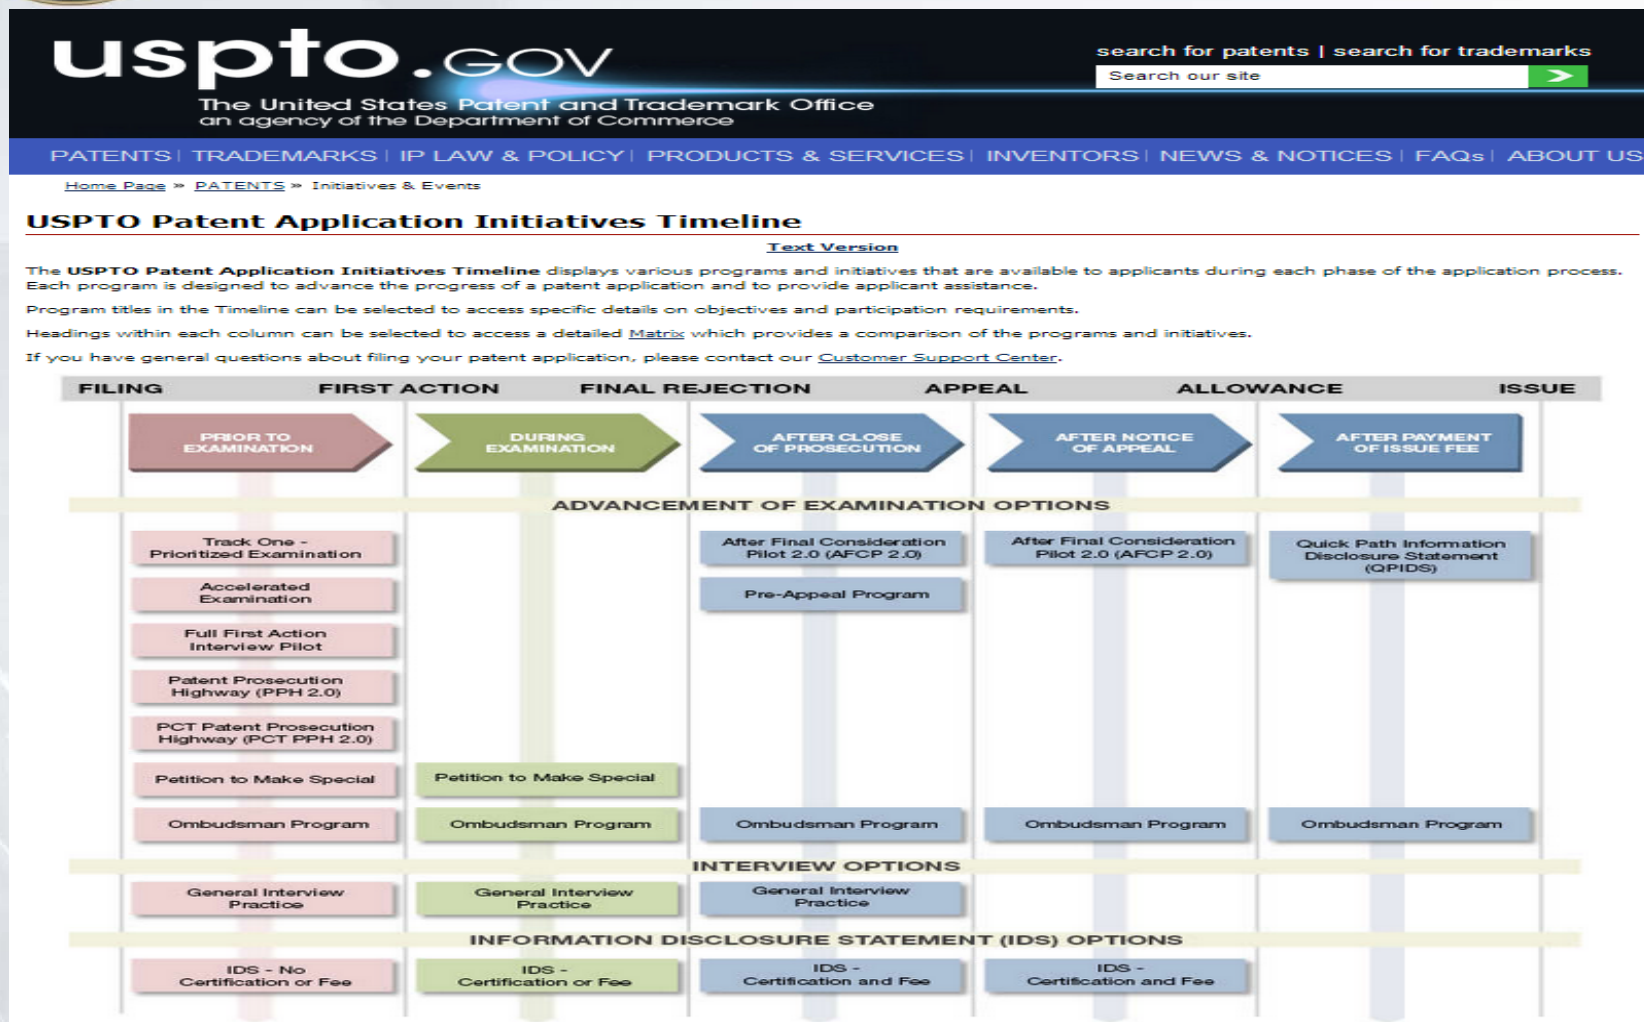 uspto.GOV
search for patents | search for trademarks
Search our site
The United States Patent and Trademark Office
an agency of the Department of Commerce
PATENTS | TRADEMARKS | IP LAW & POLICY | PRODUCTS & SERVICES | INVENTORS | NEWS & NOTICES | FAQs | ABOUT US
Home Page » PATENTS » Initiatives & Events
USPTO Patent Application Initiatives Timeline
Text Version
The USPTO Patent Application Initiatives Timeline displays various programs and initiatives that are available to applicants during each phase of the application process.
Each program is designed to advance the progress of a patent application and to provide applicant assistance.
Program titles in the Timeline can be selected to access specific details on objectives and participation requirements.
Headings within each column can be selected to access a detailed Matrix which provides a comparison of the programs and initiatives.
If you have general questions about filing your patent application, please contact our Customer Support Center.
FILING FIRST ACTION FINAL REJECTION APPEAL ALLOWANCE ISSUE
PRIOR TO
EXAMINATION
DURING
EXAMINATION
AFTER CLOSE
OF PROSECUTION
AFTER NOTICE
OF APPEAL
AFTER PAYMENT
OF ISSUE FEE
ADVANCEMENT OF EXAMINATION OPTIONS
Track One -
Prioritized Examination
After Final Consideration
Pilot 2.0 (AFCP 2.0)
After Final Consideration
Pilot 2.0 (AFCP 2.0)
Quick Path Information
Disclosure Statement
(QPIDS)
Accelerated
Examination
Pre-Appeal Program
Full First Action
Interview Pilot
Patent Prosecution
Highway (PPH 2.0)
PCT Patent Prosecution
Highway (PCT PPH 2.0)
Petition to Make Special
Petition to Make Special
Ombudsman Program
Ombudsman Program
Ombudsman Program
Ombudsman Program
Ombudsman Program
INTERVIEW OPTIONS
General Interview
Practice
General Interview
Practice
General Interview
Practice
INFORMATION DISCLOSURE STATEMENT (IDS) OPTIONS
IDS - No
Certification or Fee
IDS -
Certification or Fee
IDS -
Certification and Fee
IDS -
Certification and Fee